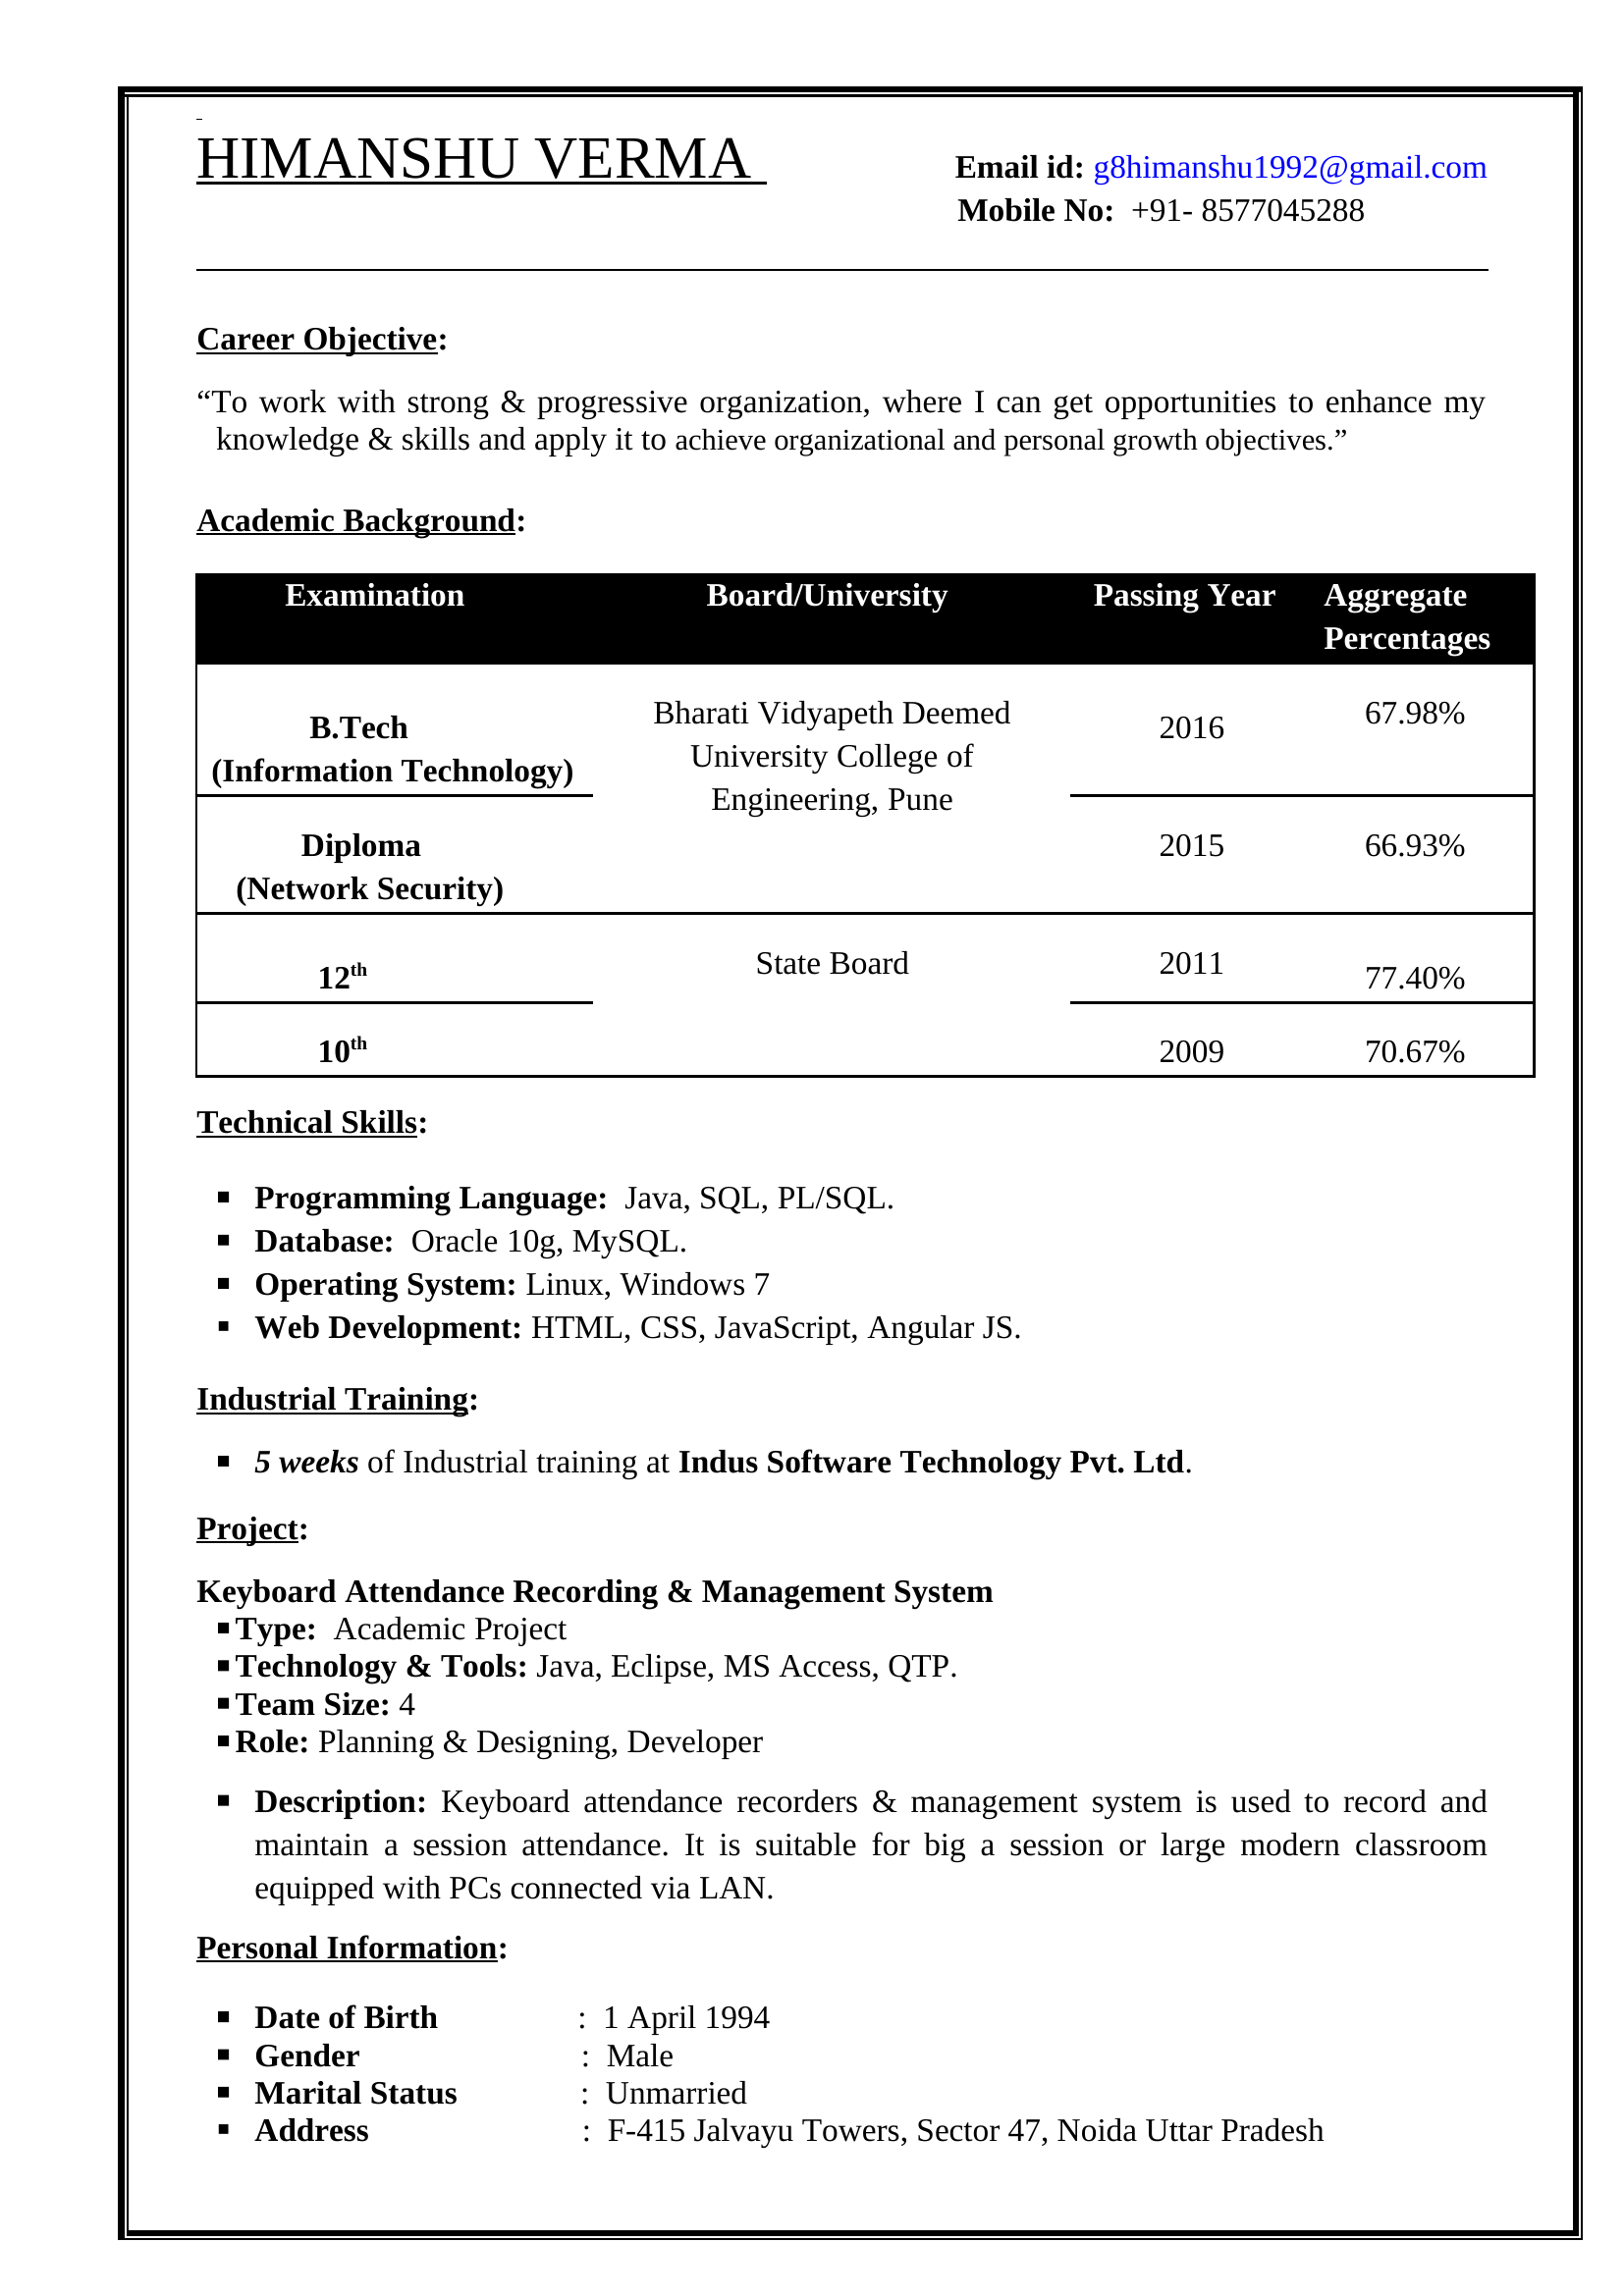 HIMANSHU VERMA
Email id: g8himanshu1992@gmail.com
Mobile No: +91- 8577045288
Career Objective:
“To work with strong & progressive organization, where I can get opportunities to enhance my
knowledge & skills and apply it to achieve organizational and personal growth objectives.”
Academic Background:
Examination Board/University Passing Year Aggregate Percentages
B.Tech
(Information Technology)
Bharati Vidyapeth Deemed
University College of
Engineering, Pune
2016 67.98%
Diploma
(Network Security)
2015 66.93%
12th State Board 2011 77.40%
10th 2009 70.67%
Technical Skills:
▪ Programming Language: Java, SQL, PL/SQL.
▪ Database: Oracle 10g, MySQL.
▪ Operating System: Linux, Windows 7
▪ Web Development: HTML, CSS, JavaScript, Angular JS.
Industrial Training:
▪ 5 weeks of Industrial training at Indus Software Technology Pvt. Ltd.
Project:
Keyboard Attendance Recording & Management System
▪ Type: Academic Project
▪ Technology & Tools: Java, Eclipse, MS Access, QTP.
▪ Team Size: 4
▪ Role: Planning & Designing, Developer
▪ Description: Keyboard attendance recorders & management system is used to record and
maintain a session attendance. It is suitable for big a session or large modern classroom
equipped with PCs connected via LAN.
Personal Information:
▪ Date of Birth : 1 April 1994
▪ Gender : Male
▪ Marital Status : Unmarried
▪ Address : F-415 Jalvayu Towers, Sector 47, Noida Uttar Pradesh